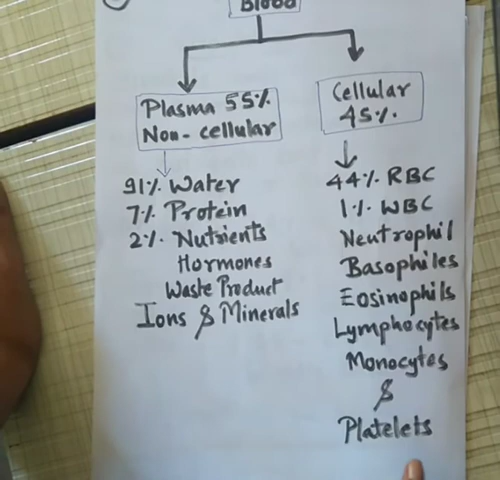 Blood
Plasma 55%
Non-cellular
91% Water
7% Protein
2% Nutrients
Hormones
Waste Product
Ions & Minerals
Cellular
45%.
44% RBC
1% WBC
Neutrophil
Basophiles
Eosinophils
Lymphocytes
Monocytes
&
Platelets